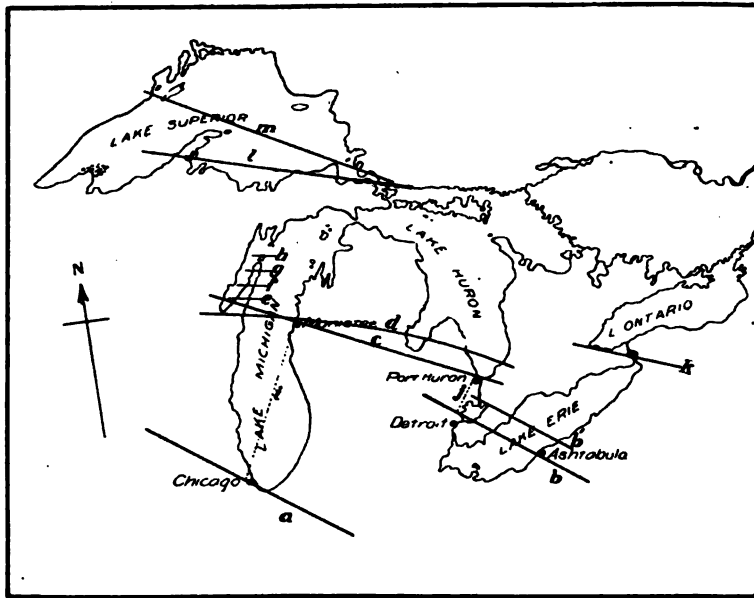 LAKE SUPERIOR
m
l
LAKE HURON
N
h
g
f
e
d
c
LAKE MICHIGAN
L ONTARIO
k
Port Huron
j
Detroit
LAKE ERIE
b'
Ashtabula
b
Chicago
a